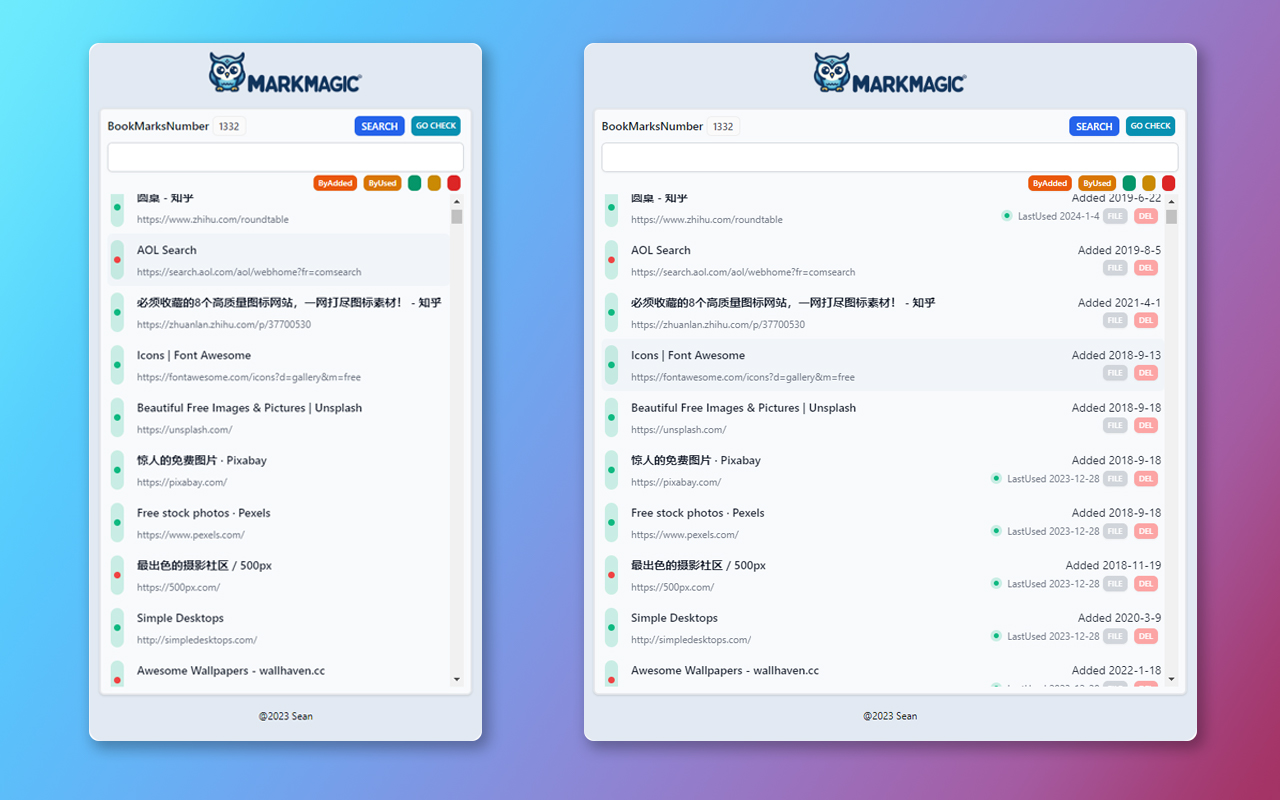 MARKMAGIC
BookMarksNumber 1332 SEARCH GO CHECK
ByAdded ByUsed
圆桌 - 知乎
https://www.zhihu.com/roundtable
AOL Search
https://search.aol.com/aol/webhome?fr=comsearch
必须收藏的8个高质量图标网站，一网打尽图标素材！ - 知乎
https://zhuanlan.zhihu.com/p/37700530
Icons | Font Awesome
https://fontawesome.com/icons?d=gallery&m=free
Beautiful Free Images & Pictures | Unsplash
https://unsplash.com/
惊人的免费图片 · Pixabay
https://pixabay.com/
Free stock photos · Pexels
https://www.pexels.com/
最出色的摄影社区 / 500px
https://500px.com/
Simple Desktops
http://simpledesktops.com/
Awesome Wallpapers - wallhaven.cc
@2023 Sean
MARKMAGIC
BookMarksNumber 1332 SEARCH GO CHECK
ByAdded ByUsed
圆桌 - 知乎 Added 2019-6-22
https://www.zhihu.com/roundtable LastUsed 2024-1-4 FILE DEL
AOL Search Added 2019-8-5
https://search.aol.com/aol/webhome?fr=comsearch FILE DEL
必须收藏的8个高质量图标网站，一网打尽图标素材！ - 知乎 Added 2021-4-1
https://zhuanlan.zhihu.com/p/37700530 FILE DEL
Icons | Font Awesome Added 2018-9-13
https://fontawesome.com/icons?d=gallery&m=free FILE DEL
Beautiful Free Images & Pictures | Unsplash Added 2018-9-18
https://unsplash.com/ FILE DEL
惊人的免费图片 · Pixabay Added 2018-9-18
https://pixabay.com/ LastUsed 2023-12-28 FILE DEL
Free stock photos · Pexels Added 2018-9-18
https://www.pexels.com/ LastUsed 2023-12-28 FILE DEL
最出色的摄影社区 / 500px Added 2018-11-19
https://500px.com/ LastUsed 2023-12-28 FILE DEL
Simple Desktops Added 2020-3-9
http://simpledesktops.com/ LastUsed 2023-12-28 FILE DEL
Awesome Wallpapers - wallhaven.cc Added 2022-1-18
@2023 Sean